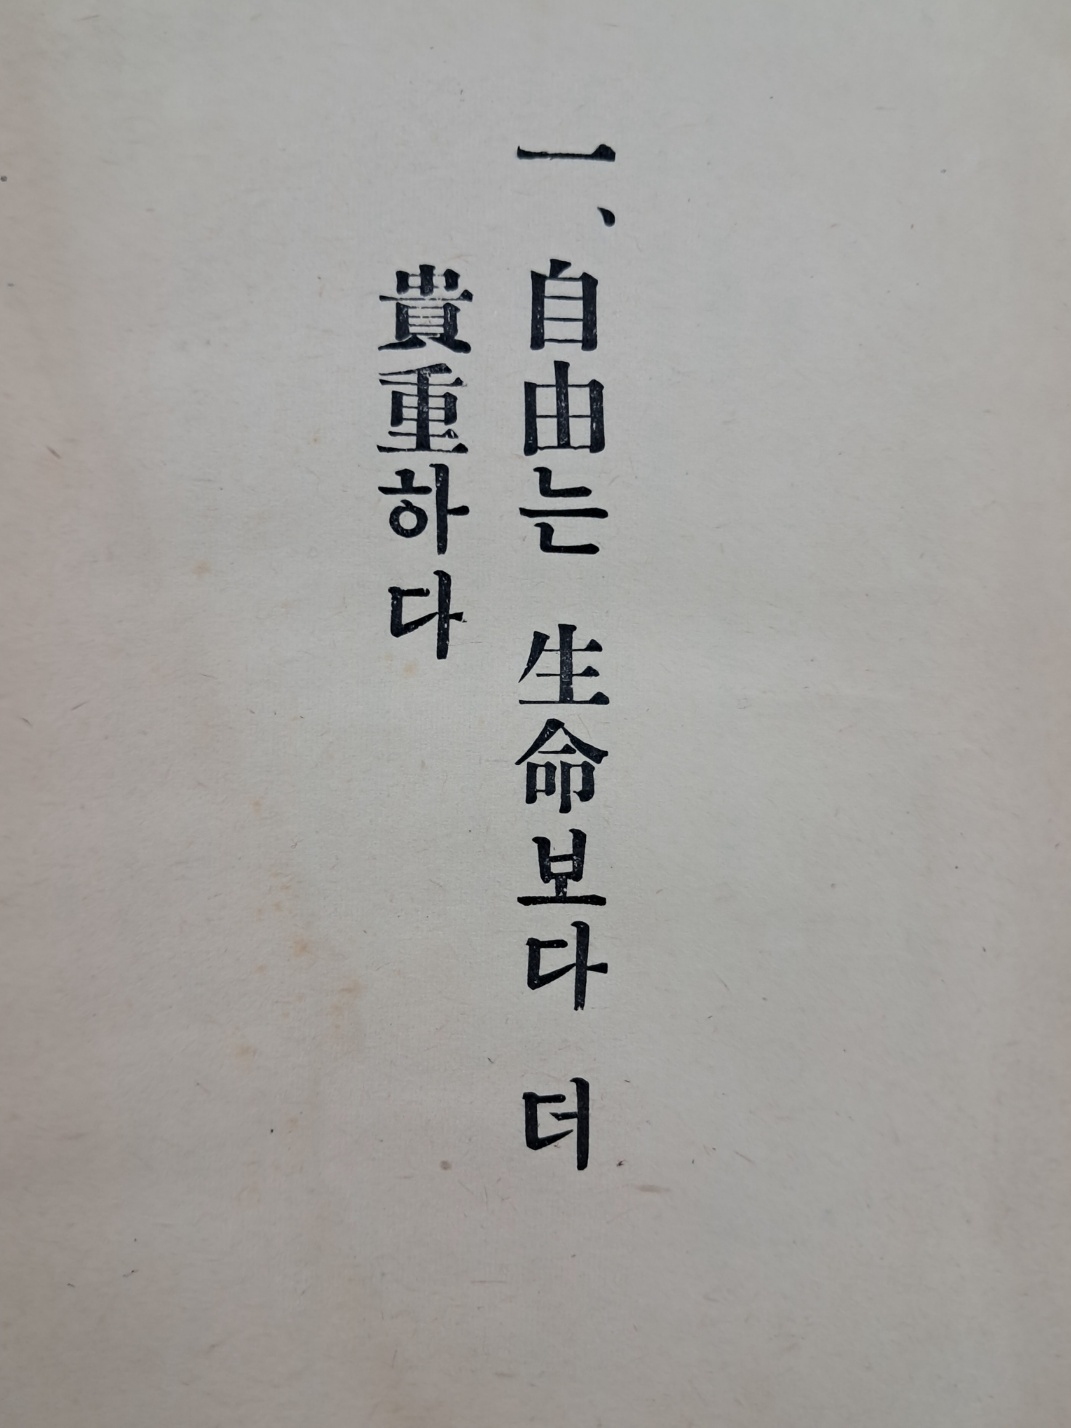 一、自由는 生命보다 더
貴重하다